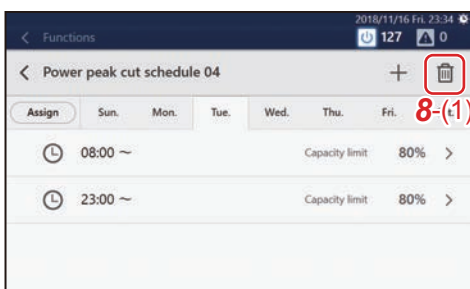 2018/11/16 Fri. 23:34
Functions 127 0
Power peak cut schedule 04 +
Assign Sun. Mon. Tue. Wed. Thu. Fri. 8-(1) t.
08:00 ~ Capacity limit 80% >
23:00 ~ Capacity limit 80% >